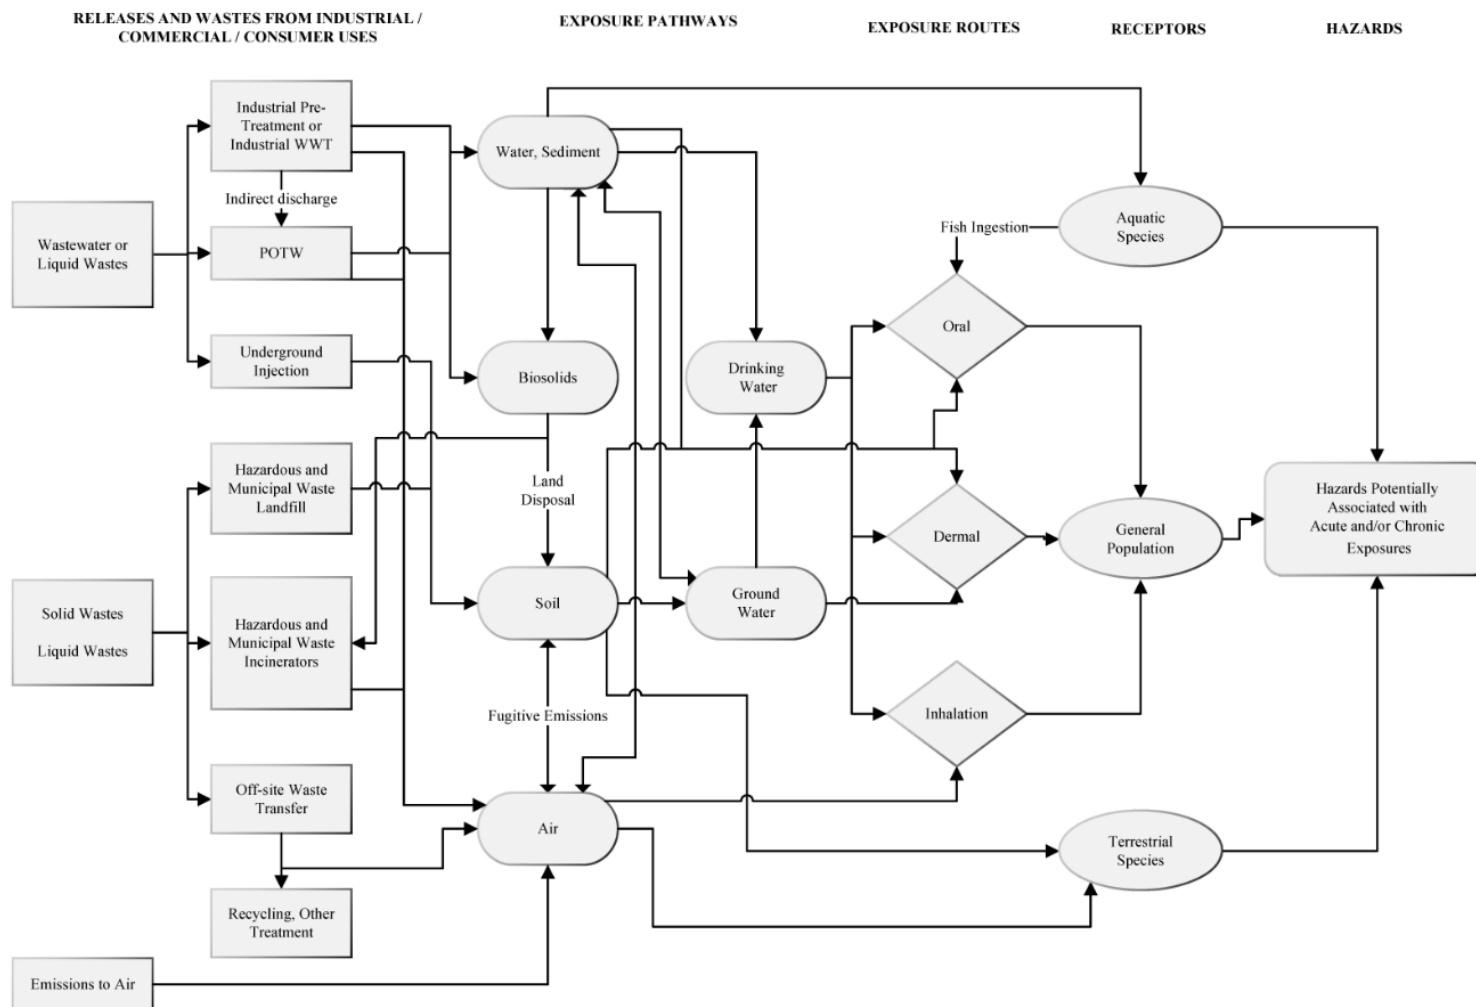 RELEASES AND WASTES FROM INDUSTRIAL /
COMMERCIAL / CONSUMER USES
EXPOSURE PATHWAYS
EXPOSURE ROUTES
RECEPTORS
HAZARDS
Industrial Pre-
Treatment or
Industrial WWT
Indirect discharge
Wastewater or
Liquid Wastes
POTW
Underground
Injection
Hazardous and
Municipal Waste
Landfill
Solid Wastes
Liquid Wastes
Hazardous and
Municipal Waste
Incinerators
Off-site Waste
Transfer
Recycling, Other
Treatment
Emissions to Air
Water, Sediment
Biosolids
Land
Disposal
Soil
Fugitive Emissions
Air
Drinking
Water
Ground
Water
Fish Ingestion
Oral
Dermal
Inhalation
Aquatic
Species
General
Population
Terrestrial
Species
Hazards Potentially
Associated with
Acute and/or Chronic
Exposures